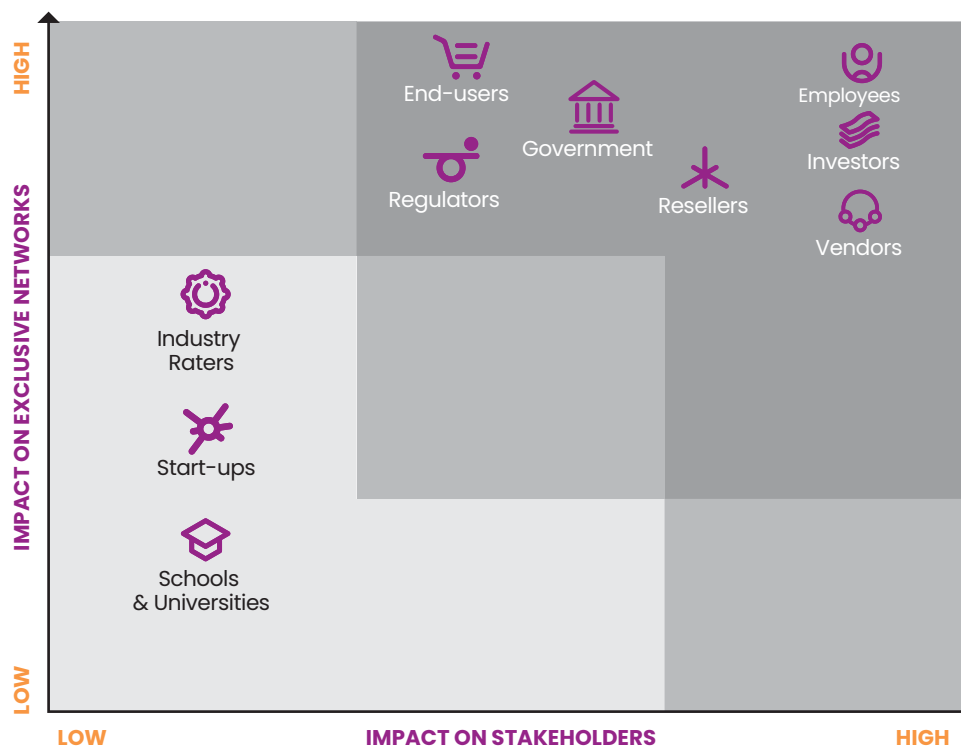 HIGH
IMPACT ON EXCLUSIVE NETWORKS
LOW
End-users
Government
Employees
Regulators
Resellers
Investors
Vendors
Industry
Raters
Start-ups
Schools
& Universities
LOW
IMPACT ON STAKEHOLDERS
HIGH